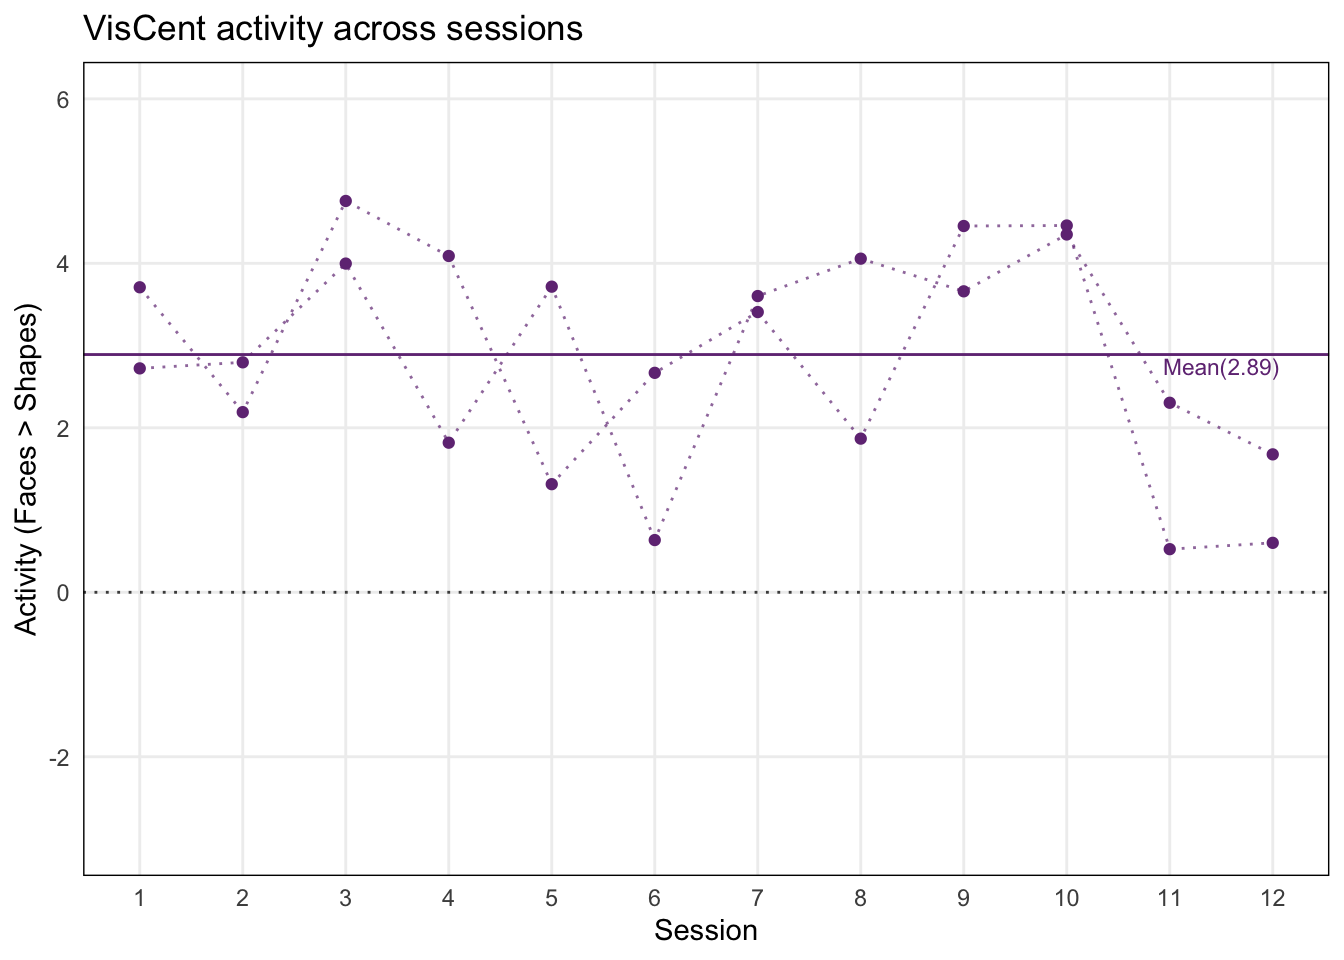 VisCent activity across sessions
Activity (Faces > Shapes)
6
4
2
0
-2
Mean(2.89)
1 2 3 4 5 6 7 8 9 10 11 12
Session